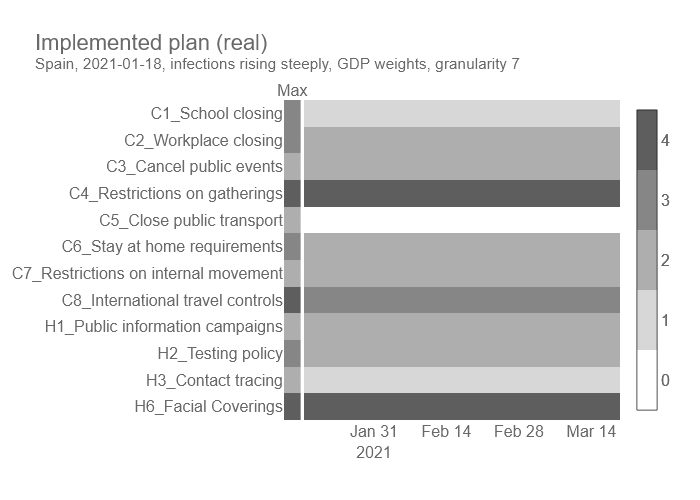 Implemented plan (real)
Spain, 2021-01-18, infections rising steeply, GDP weights, granularity 7
Max
C1_School closing
C2_Workplace closing
C3_Cancel public events
C4_Restrictions on gatherings
C5_Close public transport
C6_Stay at home requirements
C7_Restrictions on internal movement
C8_International travel controls
H1_Public information campaigns
H2_Testing policy
H3_Contact tracing
H6_Facial Coverings
Jan 31 Feb 14 Feb 28 Mar 14
2021
4
3
2
1
0